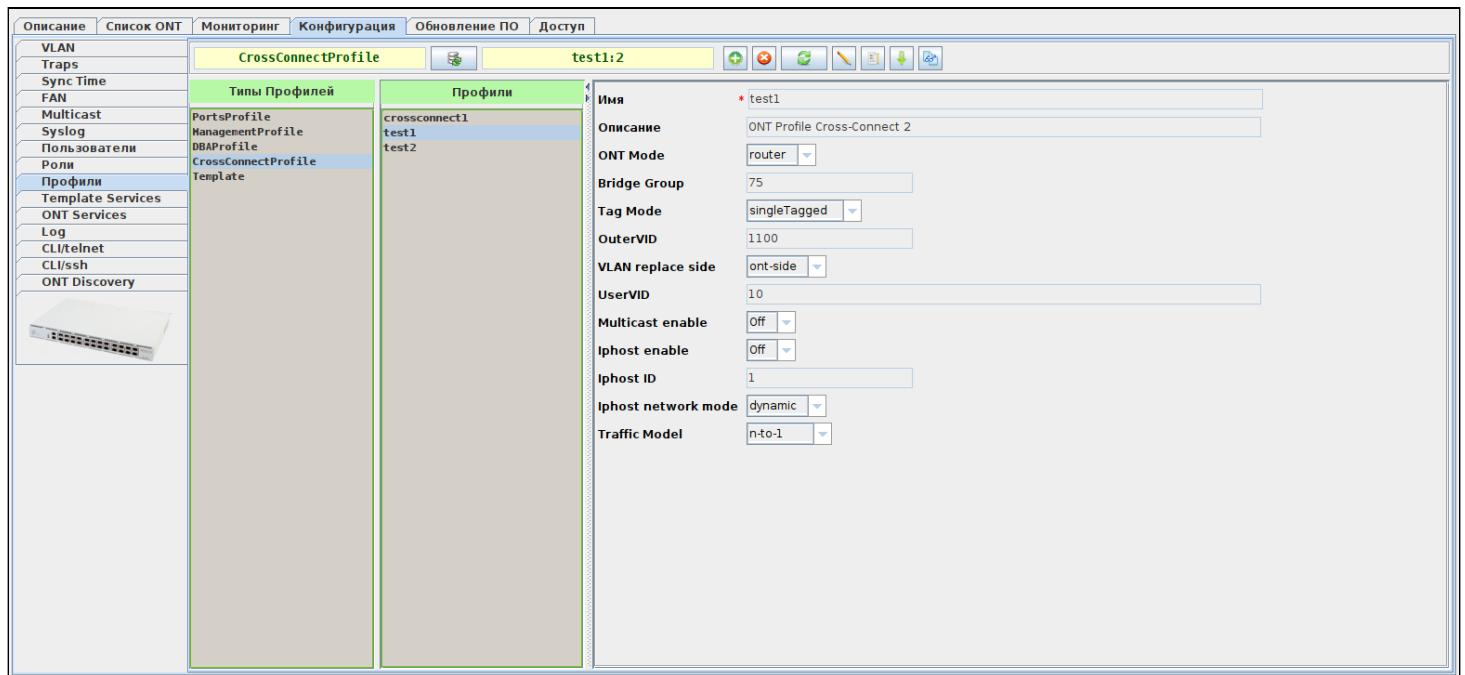 Описание Список ONT Мониторинг Конфигурация Обновление ПО Доступ
VLAN
Traps
Sync Time
FAN
Multicast
Syslog
Пользователи
Роли
Профили
Template Services
ONT Services
Log
CLI/telnet
CLI/ssh
ONT Discovery
CrossConnectProfile test1:2
Типы Профилей
PortsProfile
ManagementProfile
DBAProfile
CrossConnectProfile
Template
Профили
crossconnect1
test1
test2
Имя * test1
Описание ONT Profile Cross-Connect 2
ONT Mode router
Bridge Group 75
Tag Mode singleTagged
OuterVID 1100
VLAN replace side ont-side
UserVID 10
Multicast enable Off
Iphost enable Off
Iphost ID 1
Iphost network mode dynamic
Traffic Model n-to-1